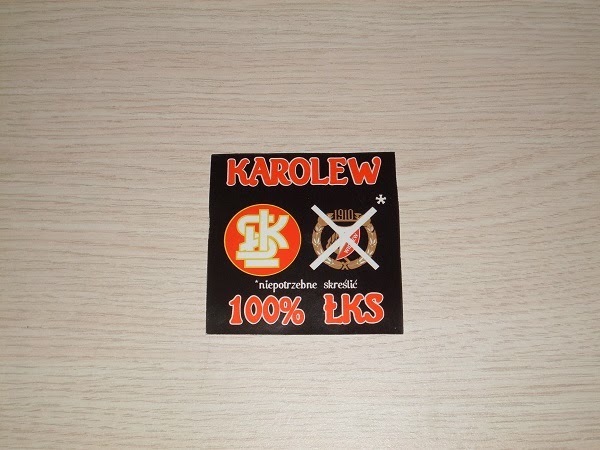 KAROLEW
ŁKS
1910
*
*niepotrzebne skreślić
100% ŁKS